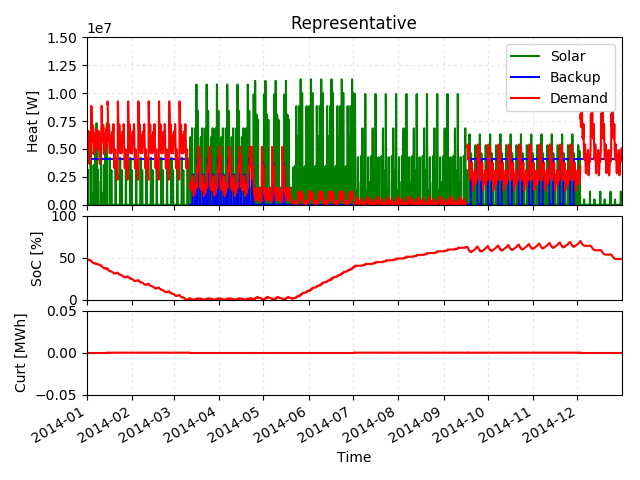 Representative
1e7
1.50
1.25
1.00
0.75
0.50
0.25
0.00
Heat [W]
Solar
Backup
Demand
100
50
0
SoC [%]
0.05
0.00
−0.05
Curt [MWh]
2014-01
2014-02
2014-03
2014-04
2014-05
2014-06
2014-07
2014-08
2014-09
2014-10
2014-11
2014-12
Time